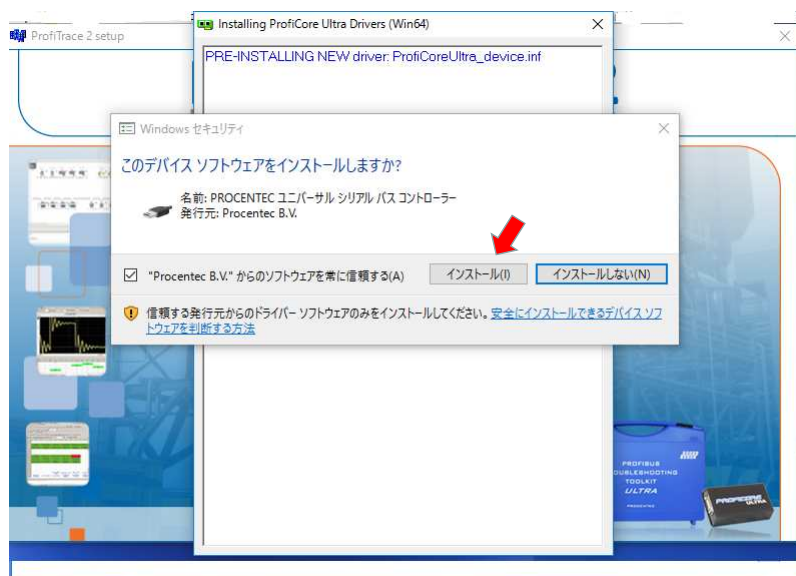 ProfiTrace 2 setup
Installing ProfiCore Ultra Drivers (Win64)
PRE-INSTALLING NEW driver: ProfiCoreUltra_device.inf
Windows セキュリティ
このデバイス ソフトウェアをインストールしますか?
名前: PROCENTEC ユニバーサル シリアル バス コントローラー
発行元: Procentec B.V.
"Procentec B.V." からのソフトウェアを常に信頼する(A)
インストール(I)
インストールしない(N)
信頼する発行元からのドライバー ソフトウェアのみをインストールしてください。安全にインストールできるデバイス ソフ
トウェアを判断する方法
PROFIBUS
OUBLESHOOTING
TOOLKIT
ULTRA
PROCENTEC
PROFICORE
ULTRA